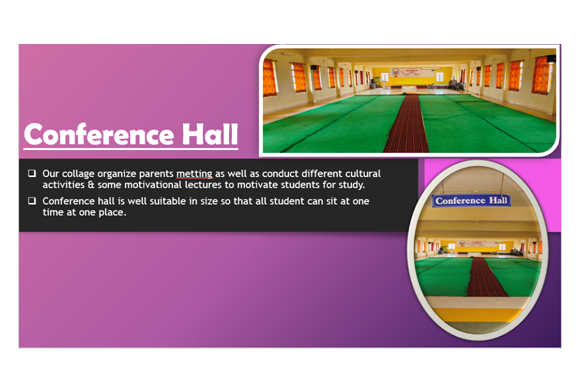 Conference Hall
Our collage organize parents metting as well as conduct different cultural
activities & some motivational lectures to motivate students for study.
Conference hall is well suitable in size so that all student can sit at one
time at one place.
Conference Hall